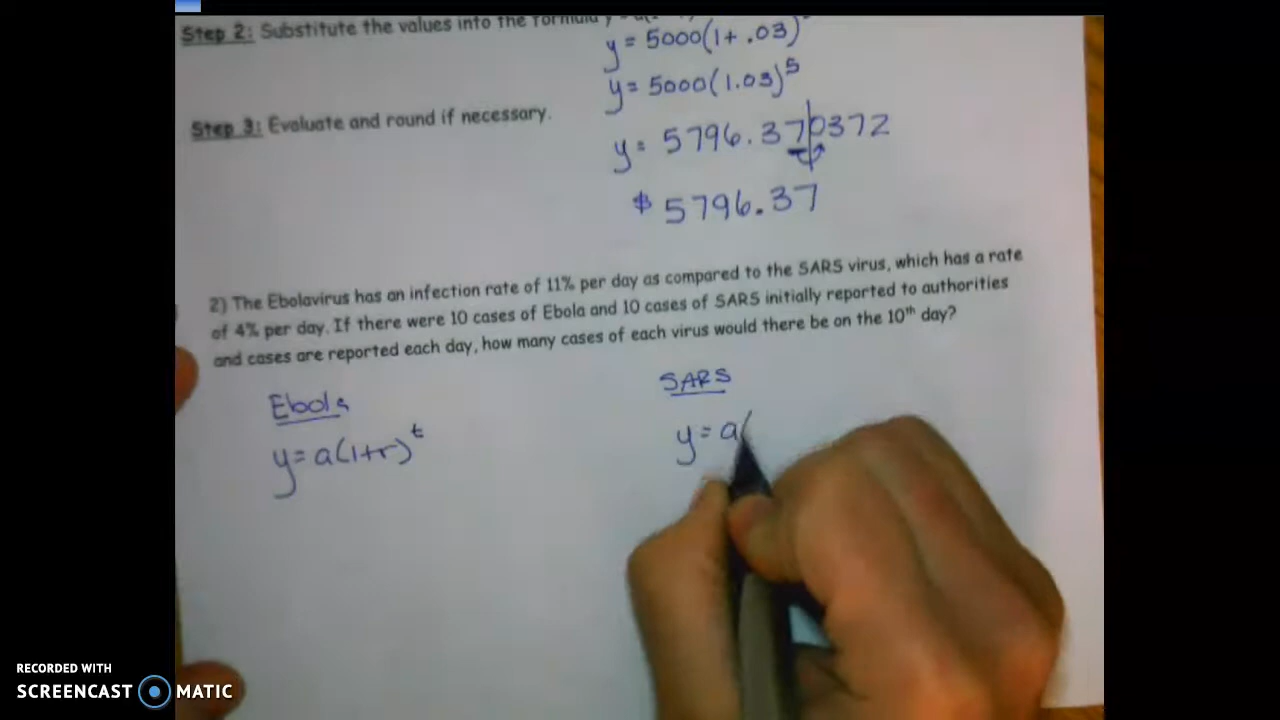 Step 2: Substitute the values into the formula y
y = 5000(1 + .03)
y = 5000(1.03)^5
Step 3: Evaluate and round if necessary.
y = 5796.370372
$5796.37
2) The Ebolavirus has an infection rate of 11% per day as compared to the SARS virus, which has a rate
of 4% per day. If there were 10 cases of Ebola and 10 cases of SARS initially reported to authorities
and cases are reported each day, how many cases of each virus would there be on the 10th day?
Ebola
y = a(1+r)^t
SARS
y = a(
RECORDED WITH
SCREENCAST MATIC